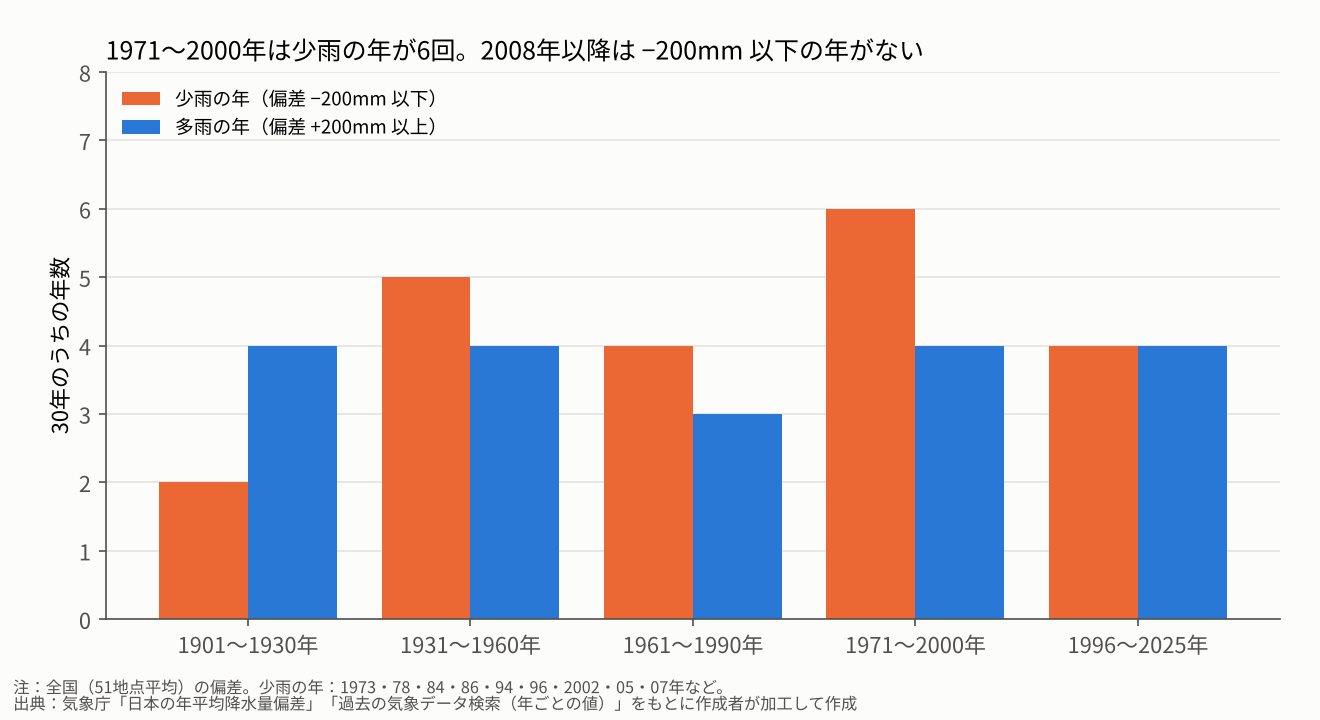 1971～2000年は少雨の年が6回。2008年以降は −200mm 以下の年がない
8
少雨の年（偏差 −200mm 以下）
多雨の年（偏差 +200mm 以上）
7
6
5
4
3
2
1
0
30年のうちの年数
1901～1930年
1931～1960年
1961～1990年
1971～2000年
1996～2025年
注：全国（51地点平均）の偏差。少雨の年：1973・78・84・86・94・96・2002・05・07年など。
出典：気象庁「日本の年平均降水量偏差」「過去の気象データ検索（年ごとの値）」をもとに作成者が加工して作成